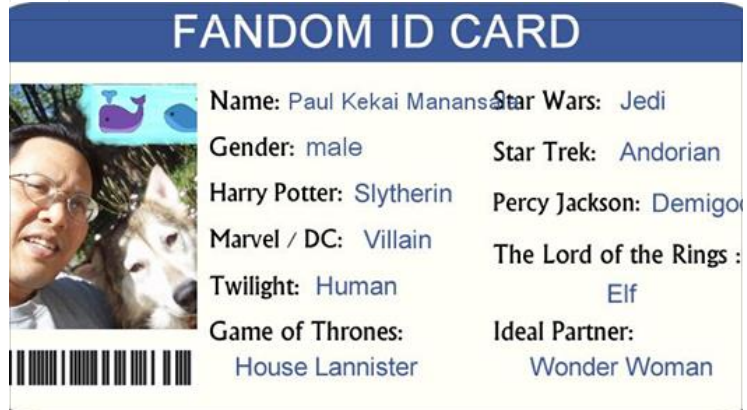 FANDOM ID CARD
Name: Paul Kekai Manansala
Gender: male
Harry Potter: Slytherin
Marvel / DC: Villain
Twilight: Human
Game of Thrones:
House Lannister
Star Wars: Jedi
Star Trek: Andorian
Percy Jackson: Demigod
The Lord of the Rings :
Elf
Ideal Partner:
Wonder Woman